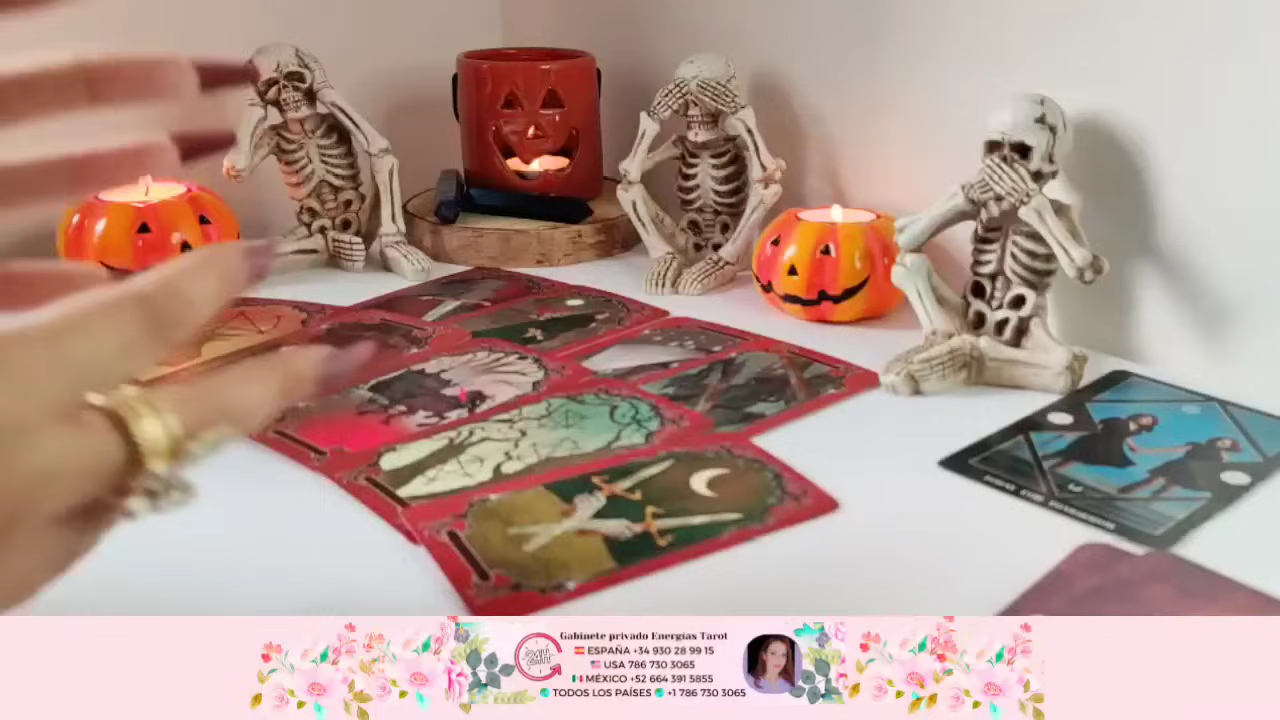 Gabinete privado Energías Tarot
🇪🇸 ESPAÑA +34 930 28 99 15
🇺🇸 USA 786 730 3065
🇲🇽 MÉXICO +52 664 391 5855
🌎 TODOS LOS PAÍSES 🌎 +1 786 730 3065